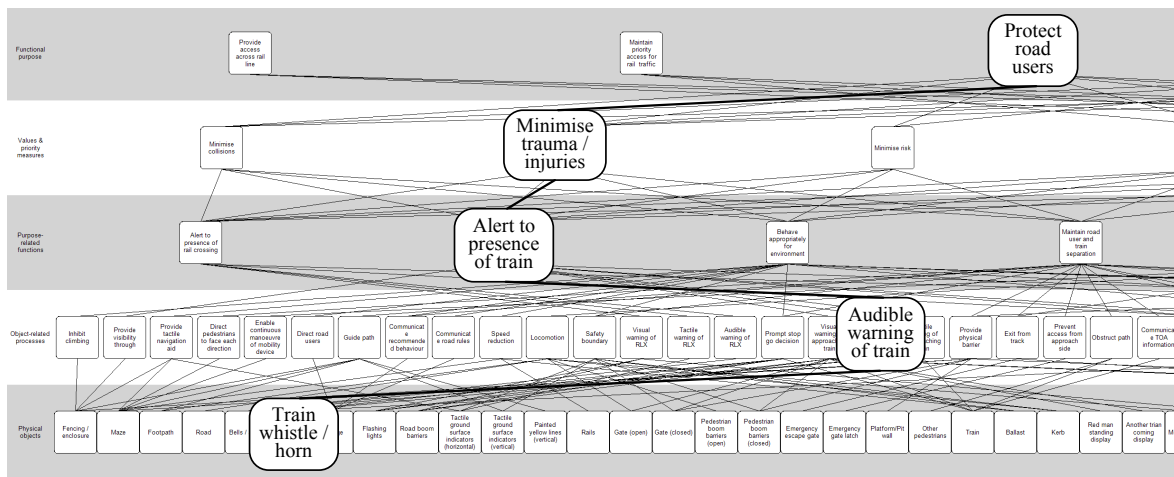 Functional
purpose
Provide
access
across rail
line
Maintain
priority
access for
rail traffic
Protect
road
users
Values &
priority
measures
Minimise
collisions
Minimise
trauma /
injuries
Minimise risk
Purpose-
related
functions
Alert to
presence of
rail crossing
Alert to
presence
of train
Behave
appropriately
for
environment
Maintain road
user and
train
separation
Object-related
processes
Inhibit
climbing
Provide
visibility
through
Provide
tactile
navigation
aid
Direct
pedestrians
to face each
direction
Enable
continuous
manoeuvre
of mobility
device
Direct road
users
Guide path
Communicat
e
recommend
ed behaviour
Communicat
e road rules
Speed
reduction
Locomotion
Safety
boundary
Visual
warning of
RLX
Tactile
warning of
RLX
Audible
warning of
RLX
Prompt stop
go decision
Audible
warning
of train
Provide
physical
barrier
Exit from
track
Prevent
access from
approach
side
Obstruct path
Communica
e TOA
information
Physical
objects
Fencing /
enclosure
Maze
Footpath
Road
Bells /
Train
whistle /
horn
Flashing
lights
Road boom
barriers
Tactile
ground
surface
indicators
(horizontal)
Tactile
ground
surface
indicators
(vertical)
Painted
yellow lines
(vertical)
Rails
Gate (open)
Gate (closed)
Pedestrian
boom
barriers
(open)
Pedestrian
boom
barriers
(closed)
Emergency
escape gate
Emergency
gate latch
Platform/Pit
wall
Other
pedestrians
Train
Ballast
Kerb
Red man
standing
display
Another trian
coming
display